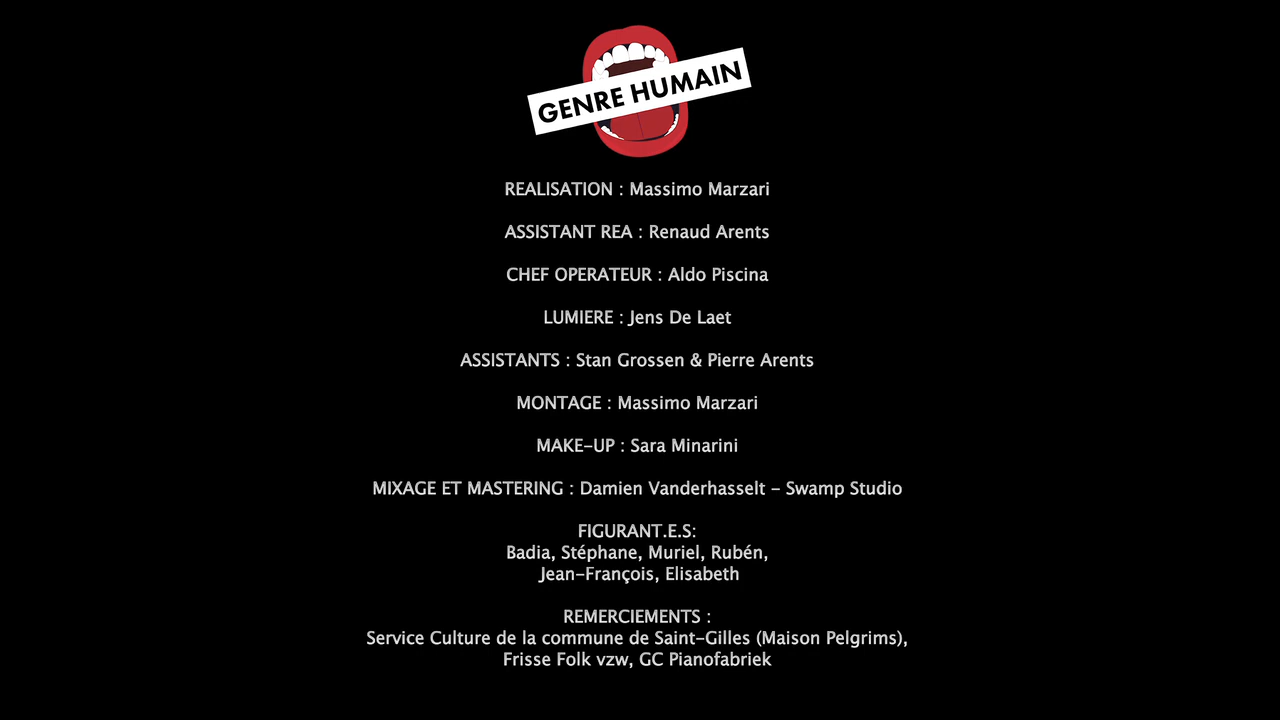 GENRE HUMAIN
REALISATION : Massimo Marzari
ASSISTANT REA : Renaud Arents
CHEF OPERATEUR : Aldo Piscina
LUMIERE : Jens De Laet
ASSISTANTS : Stan Grossen & Pierre Arents
MONTAGE : Massimo Marzari
MAKE-UP : Sara Minarini
MIXAGE ET MASTERING : Damien Vanderhasselt - Swamp Studio
FIGURANT.E.S:
Badia, Stéphane, Muriel, Rubén,
Jean-François, Elisabeth
REMERCIEMENTS :
Service Culture de la commune de Saint-Gilles (Maison Pelgrims),
Frisse Folk vzw, GC Pianofabriek